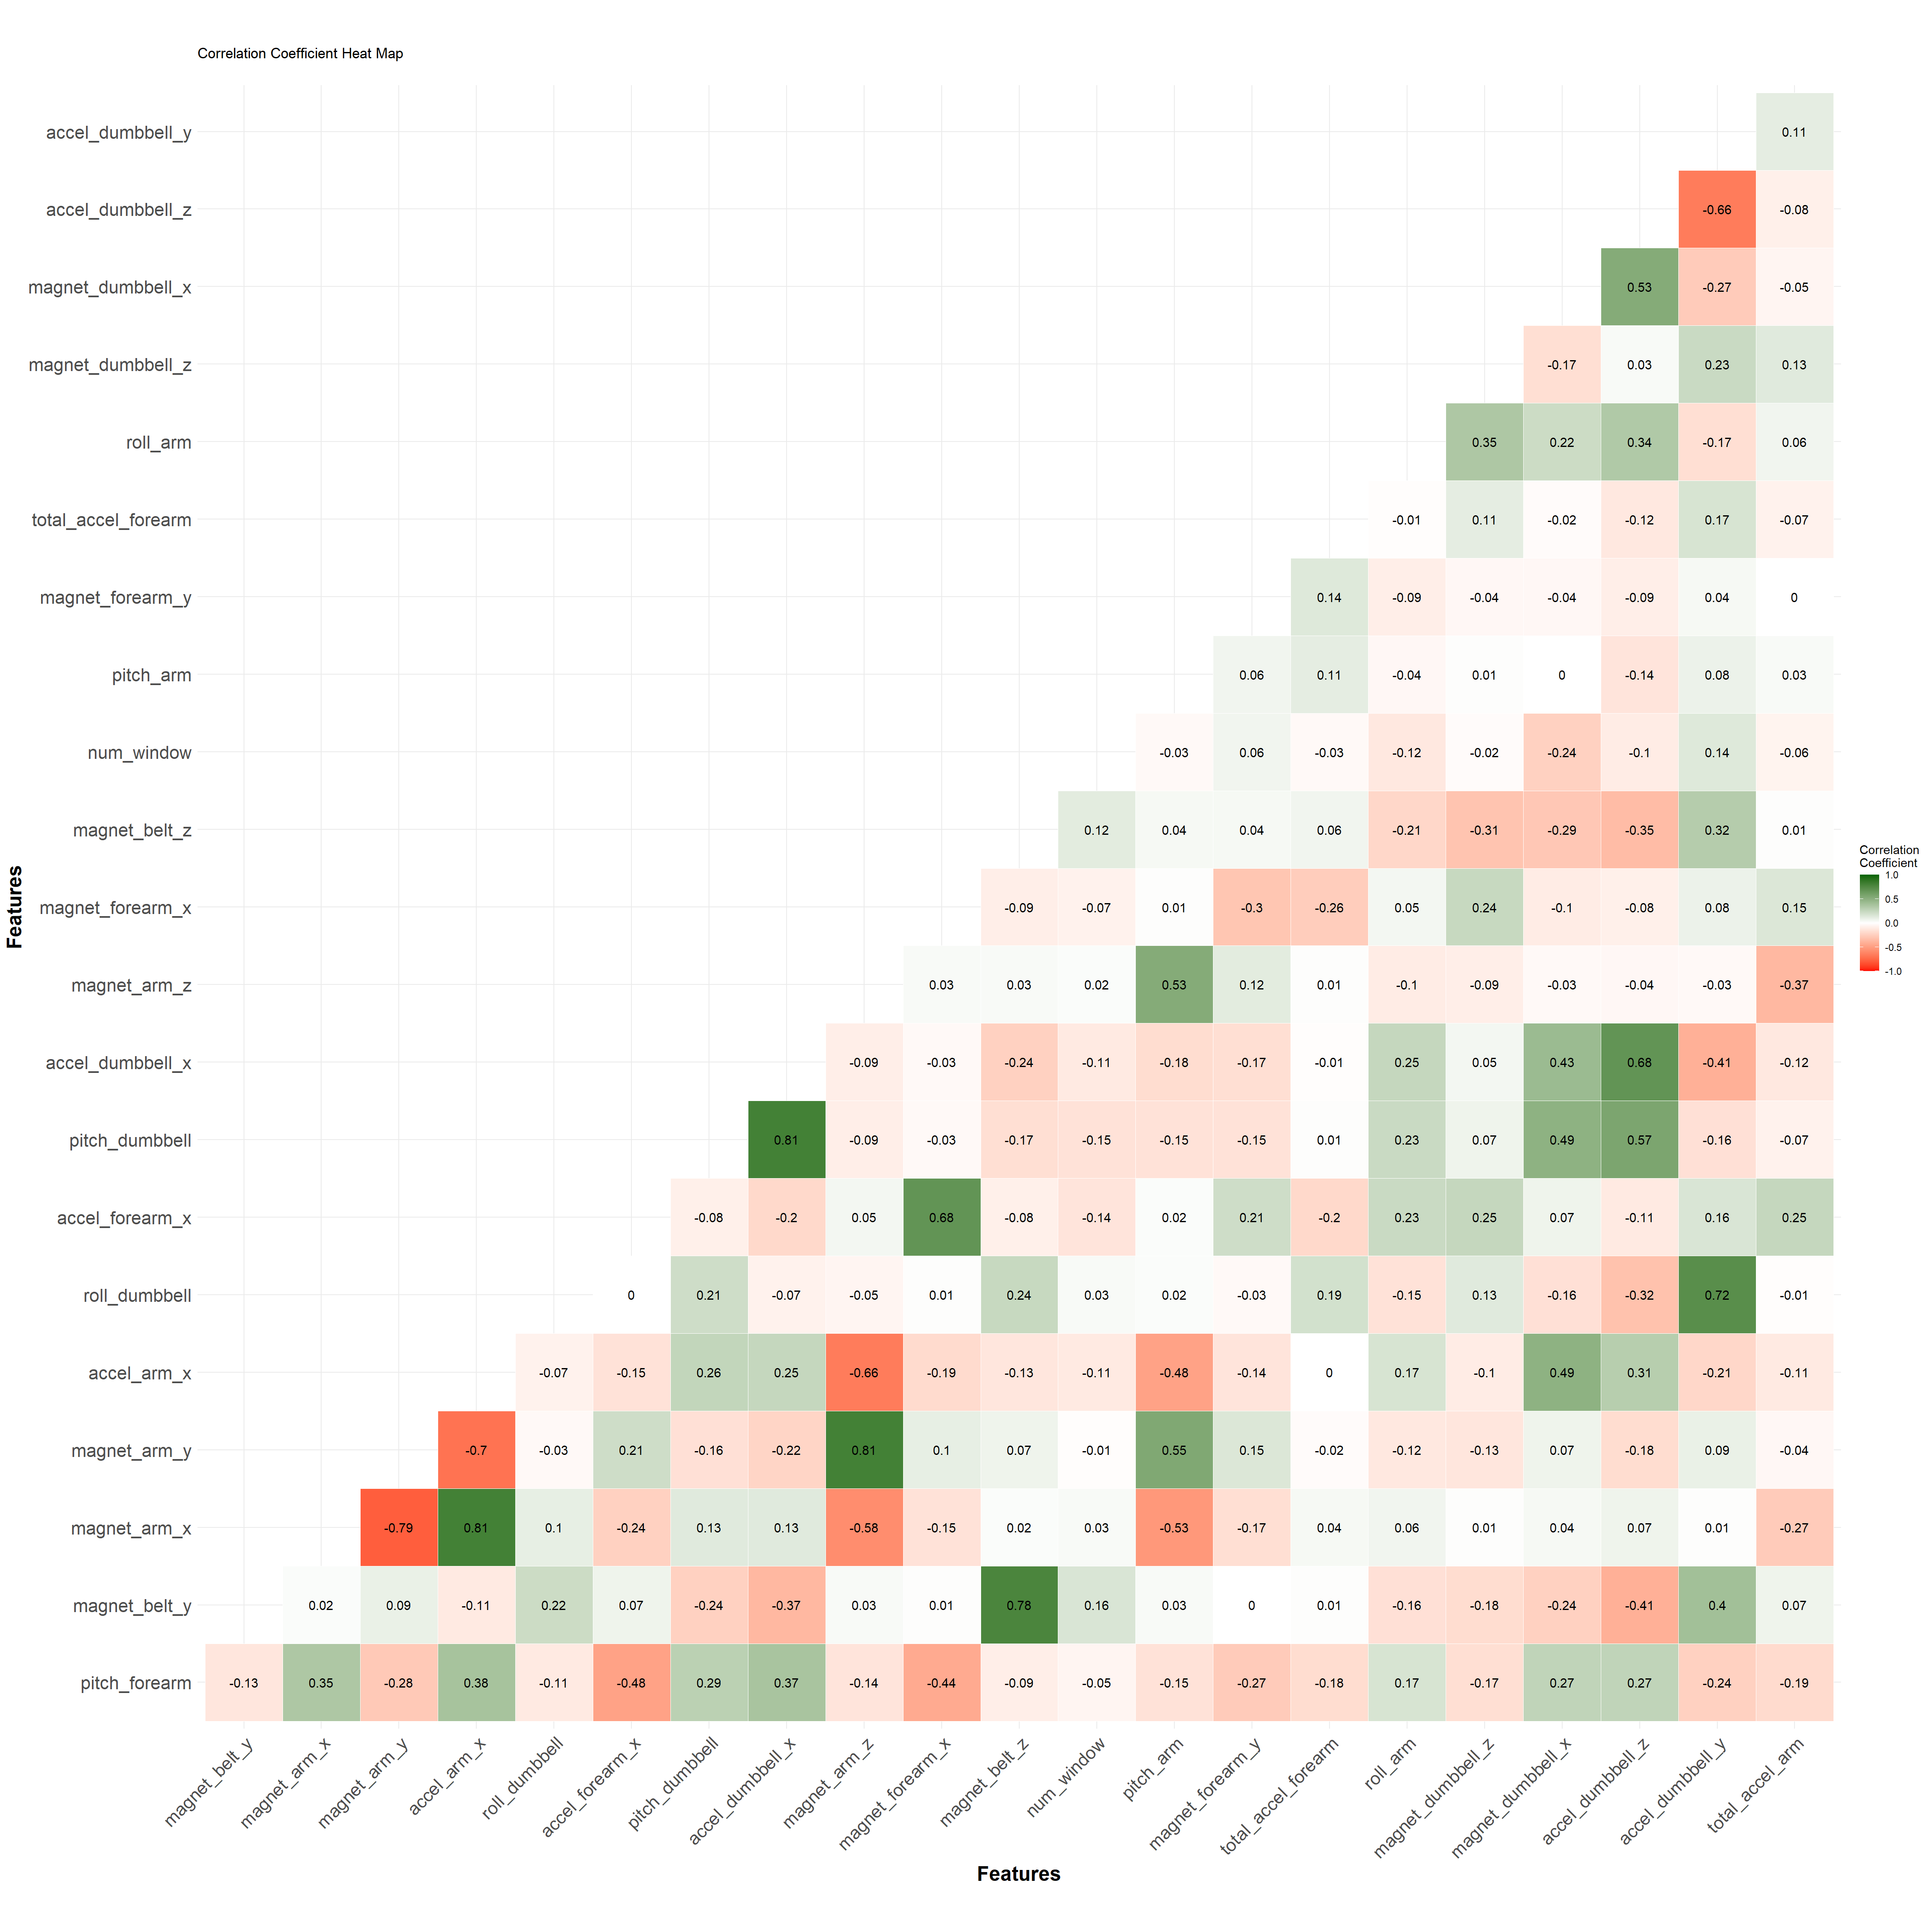 Correlation Coefficient Heat Map
accel_dumbbell_y 0.11
accel_dumbbell_z -0.66 -0.08
magnet_dumbbell_x 0.53 -0.27 -0.05
magnet_dumbbell_z -0.17 0.03 0.23 0.13
roll_arm 0.35 0.22 0.34 -0.17 0.06
total_accel_forearm -0.01 0.11 -0.02 -0.12 0.17 -0.07
magnet_forearm_y 0.14 -0.09 -0.04 -0.04 -0.09 0.04 0
pitch_arm 0.06 0.11 -0.04 0.01 0 -0.14 0.08 0.03
num_window -0.03 0.06 -0.03 -0.12 -0.02 -0.24 -0.1 0.14 -0.06
magnet_belt_z 0.12 0.04 0.04 0.06 -0.21 -0.31 -0.29 -0.35 0.32 0.01
magnet_forearm_x -0.09 -0.07 0.01 -0.3 -0.26 0.05 0.24 -0.1 -0.08 0.08 0.15
magnet_arm_z 0.03 0.03 0.02 0.53 0.12 0.01 -0.1 -0.09 -0.03 -0.04 -0.03 -0.37
accel_dumbbell_x -0.09 -0.03 -0.24 -0.11 -0.18 -0.17 -0.01 0.25 0.05 0.43 0.68 -0.41 -0.12
pitch_dumbbell 0.81 -0.09 -0.03 -0.17 -0.15 -0.15 -0.15 0.01 0.23 0.07 0.49 0.57 -0.16 -0.07
accel_forearm_x -0.08 -0.2 0.05 0.68 -0.08 -0.14 0.02 0.21 -0.2 0.23 0.25 0.07 -0.11 0.16 0.25
roll_dumbbell 0 0.21 -0.07 -0.05 0.01 0.24 0.03 0.02 -0.03 0.19 -0.15 0.13 -0.16 -0.32 0.72 -0.01
accel_arm_x -0.07 -0.15 0.26 0.25 -0.66 -0.19 -0.13 -0.11 -0.48 -0.14 0 0.17 -0.1 0.49 0.31 -0.21 -0.11
magnet_arm_y -0.7 -0.03 0.21 -0.16 -0.22 0.81 0.1 0.07 -0.01 0.55 0.15 -0.02 -0.12 -0.13 0.07 -0.18 0.09 -0.04
magnet_arm_x -0.79 0.81 0.1 -0.24 0.13 0.13 -0.58 -0.15 0.02 0.03 -0.53 -0.17 0.04 0.06 0.01 0.04 0.07 0.01 -0.27
magnet_belt_y 0.02 0.09 -0.11 0.22 0.07 -0.24 -0.37 0.03 0.01 0.78 0.16 0.03 0 0.01 -0.16 -0.18 -0.24 -0.41 0.4 0.07
pitch_forearm -0.13 0.35 -0.28 0.38 -0.11 -0.48 0.29 0.37 -0.14 -0.44 -0.09 -0.05 -0.15 -0.27 -0.18 0.17 -0.17 0.27 0.27 -0.24 -0.19
magnet_belt_y
magnet_arm_x
magnet_arm_y
accel_arm_x
roll_dumbbell
accel_forearm_x
pitch_dumbbell
accel_dumbbell_x
magnet_arm_z
magnet_forearm_x
magnet_belt_z
num_window
pitch_arm
magnet_forearm_y
total_accel_forearm
roll_arm
magnet_dumbbell_z
magnet_dumbbell_x
accel_dumbbell_z
accel_dumbbell_y
total_accel_arm
Features
Features
Correlation
Coefficient
1.0
0.5
0.0
-0.5
-1.0